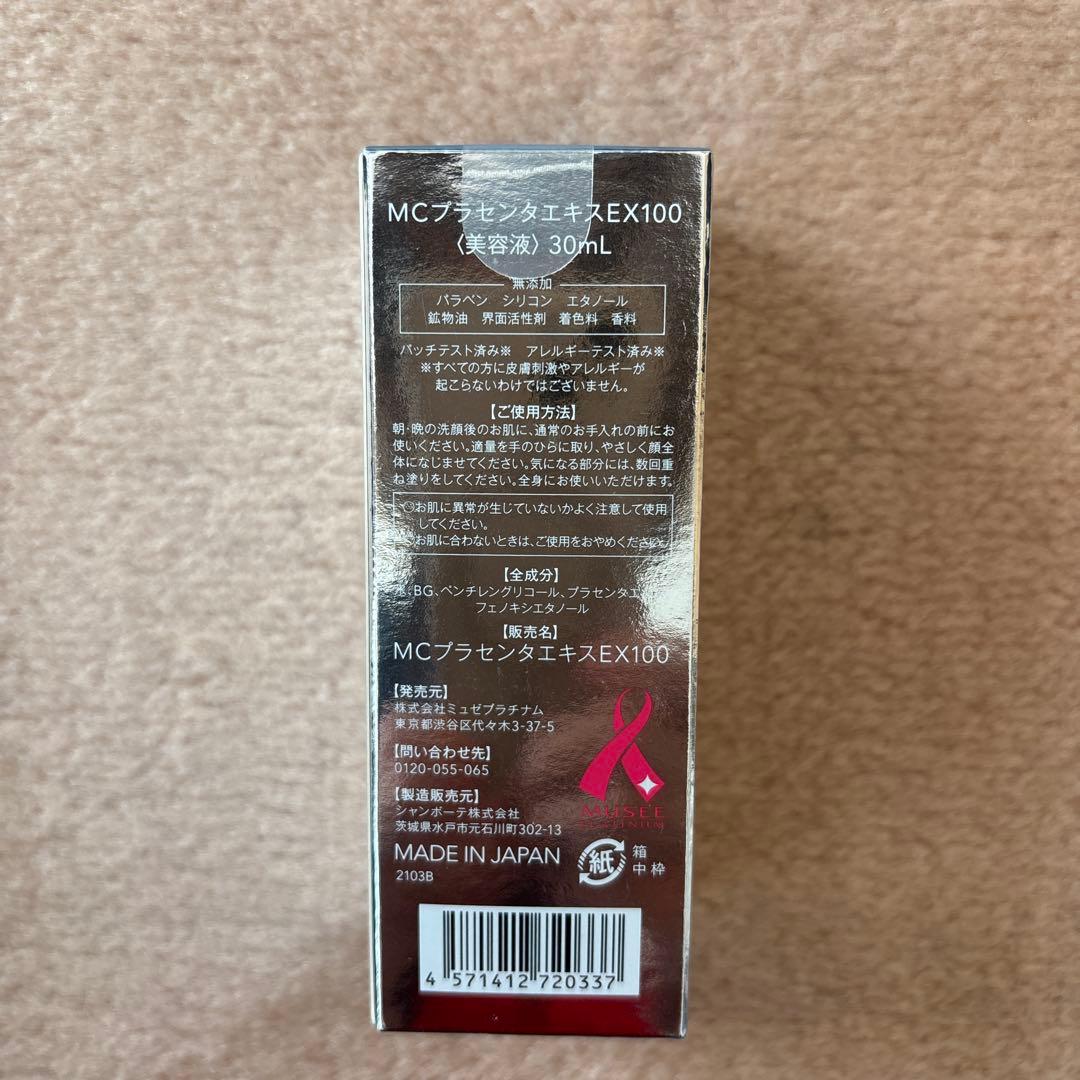 MCプラセンタエキスEX100
〈美容液〉30mL
無添加
パラベン シリコン エタノール
鉱物油 界面活性剤 着色料 香料
パッチテスト済み※ アレルギーテスト済み※
※すべての方に皮膚刺激やアレルギーが
起こらないわけではございません。
【ご使用方法】
朝・晩の洗顔後のお肌に、通常のお手入れの前にお
使いください。適量を手のひらに取り、やさしく顔全
体になじませてください。気になる部分には、数回重
ね塗りをしてください。全身にお使いいただけます。
◎お肌に異常が生じていないかよく注意して使用
してください。
お肌に合わないときは、ご使用をおやめください。
【全成分】
水、BG、ペンチレングリコール、プラセンタエ
フェノキシエタノール
【販売名】
MCプラセンタエキスEX100
【発売元】
株式会社ミュゼプラチナム
東京都渋谷区代々木3-37-5
【問い合わせ先】
0120-055-065
【製造販売元】
シャンボーテ株式会社
茨城県水戸市元石川町302-13
MADE IN JAPAN
2103B
MUSEE
PLATINUM
紙
箱
中枠
4 571412 720337